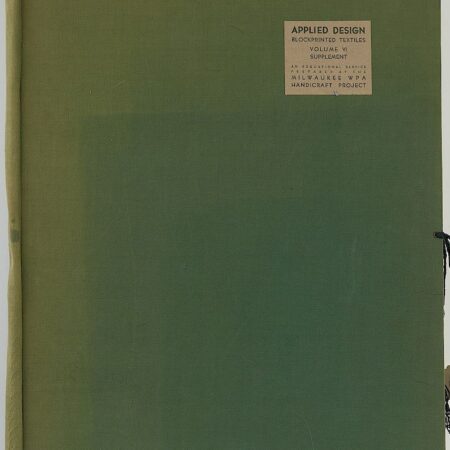 APPLIED DESIGN
BLOCKPRINTED TEXTILES
VOLUME VI
SUPPLEMENT
AN EDUCATIONAL SERVICE
PREPARED BY THE
MILWAUKEE WPA
HANDICRAFT PROJECT